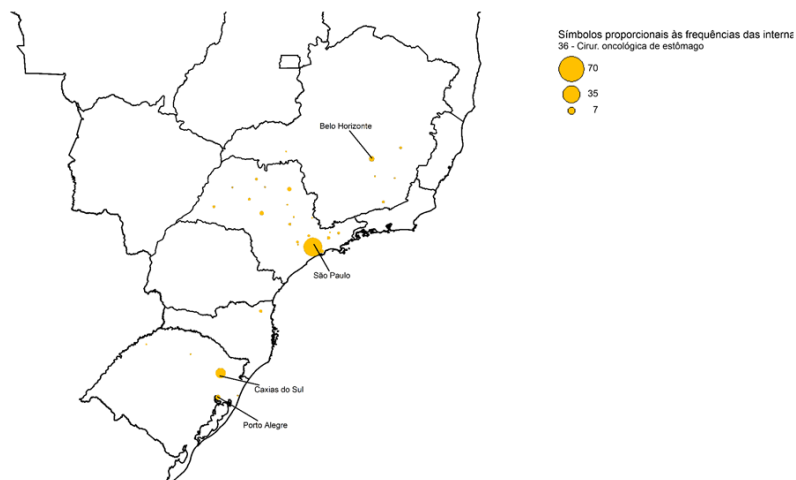 Símbolos proporcionais às frequências das interna
36 - Cirur. oncológica de estômago
70
35
7
Belo Horizonte
São Paulo
Caxias do Sul
Porto Alegre